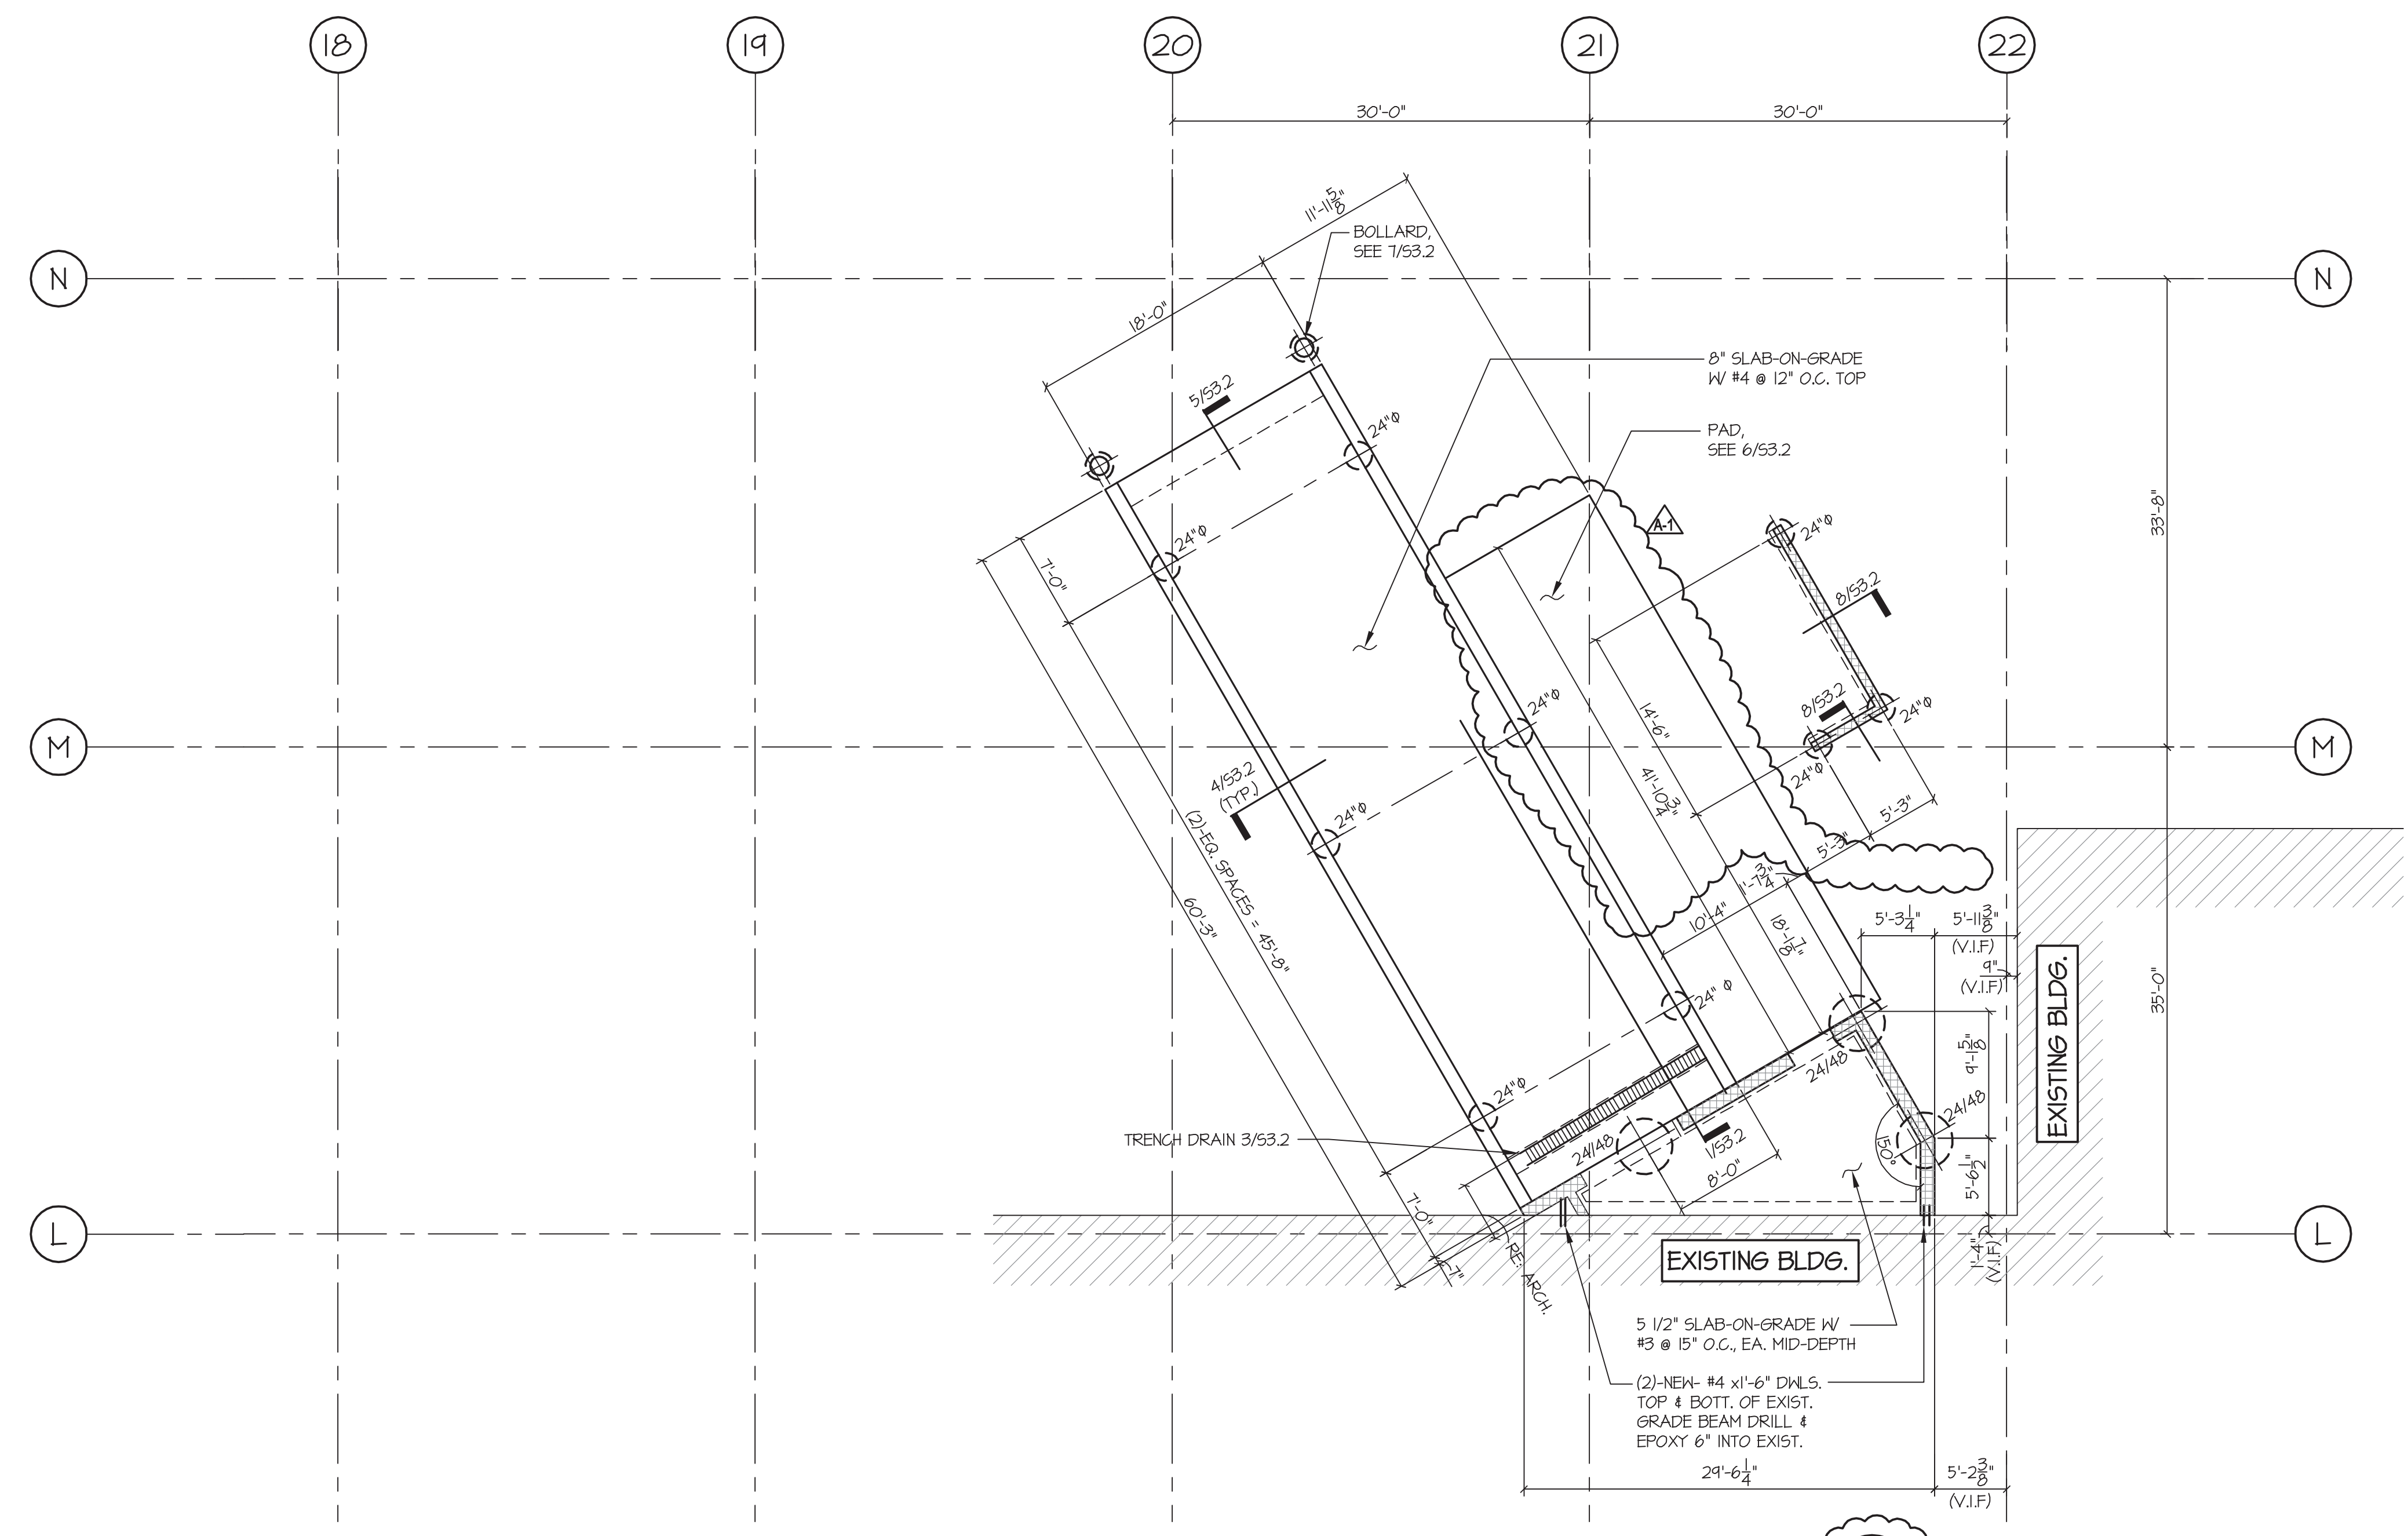 18
19
20
21
22
30'-0"
30'-0"
11'-11 5/8"
BOLLARD,
SEE 7/S3.2
N
N
18'-0"
8" SLAB-ON-GRADE
W/ #4 @ 12" O.C. TOP
5/S3.2
24"Φ
PAD,
SEE 6/S3.2
33'-8"
A-1
24"Φ
24"Φ
7'-0"
8/S3.2
24"Φ
8/S3.2
24"Φ
14'-6"
M
M
4/S3.2
(TYP.)
41'-10 3/4"
24"Φ
24"Φ
5'-3"
5'-3"
(2)-EQ. SPACES = 45'-8"
60'-3"
1'-7 3/4"
10'-4"
18'-1 7/8"
5'-3 1/4"
5'-11 3/8"
(V.I.F)
9"
(V.I.F)
EXISTING BLDG.
35'-0"
24" Φ
24/48
9'-1 5/8"
24/48
24"Φ
TRENCH DRAIN 3/S3.2
24/48
1/S3.2
8'-0"
150°
5'-6 1/2"
7'-0"
L
L
1'-4"
(V.I.F)
EXISTING BLDG.
7"
RE: ARCH.
5 1/2" SLAB-ON-GRADE W/
#3 @ 15" O.C., EA. MID-DEPTH
(2)-NEW- #4 x1'-6" DWLS.
TOP & BOTT. OF EXIST.
GRADE BEAM DRILL &
EPOXY 6" INTO EXIST.
29'-6 1/4"
5'-2 3/8"
(V.I.F)